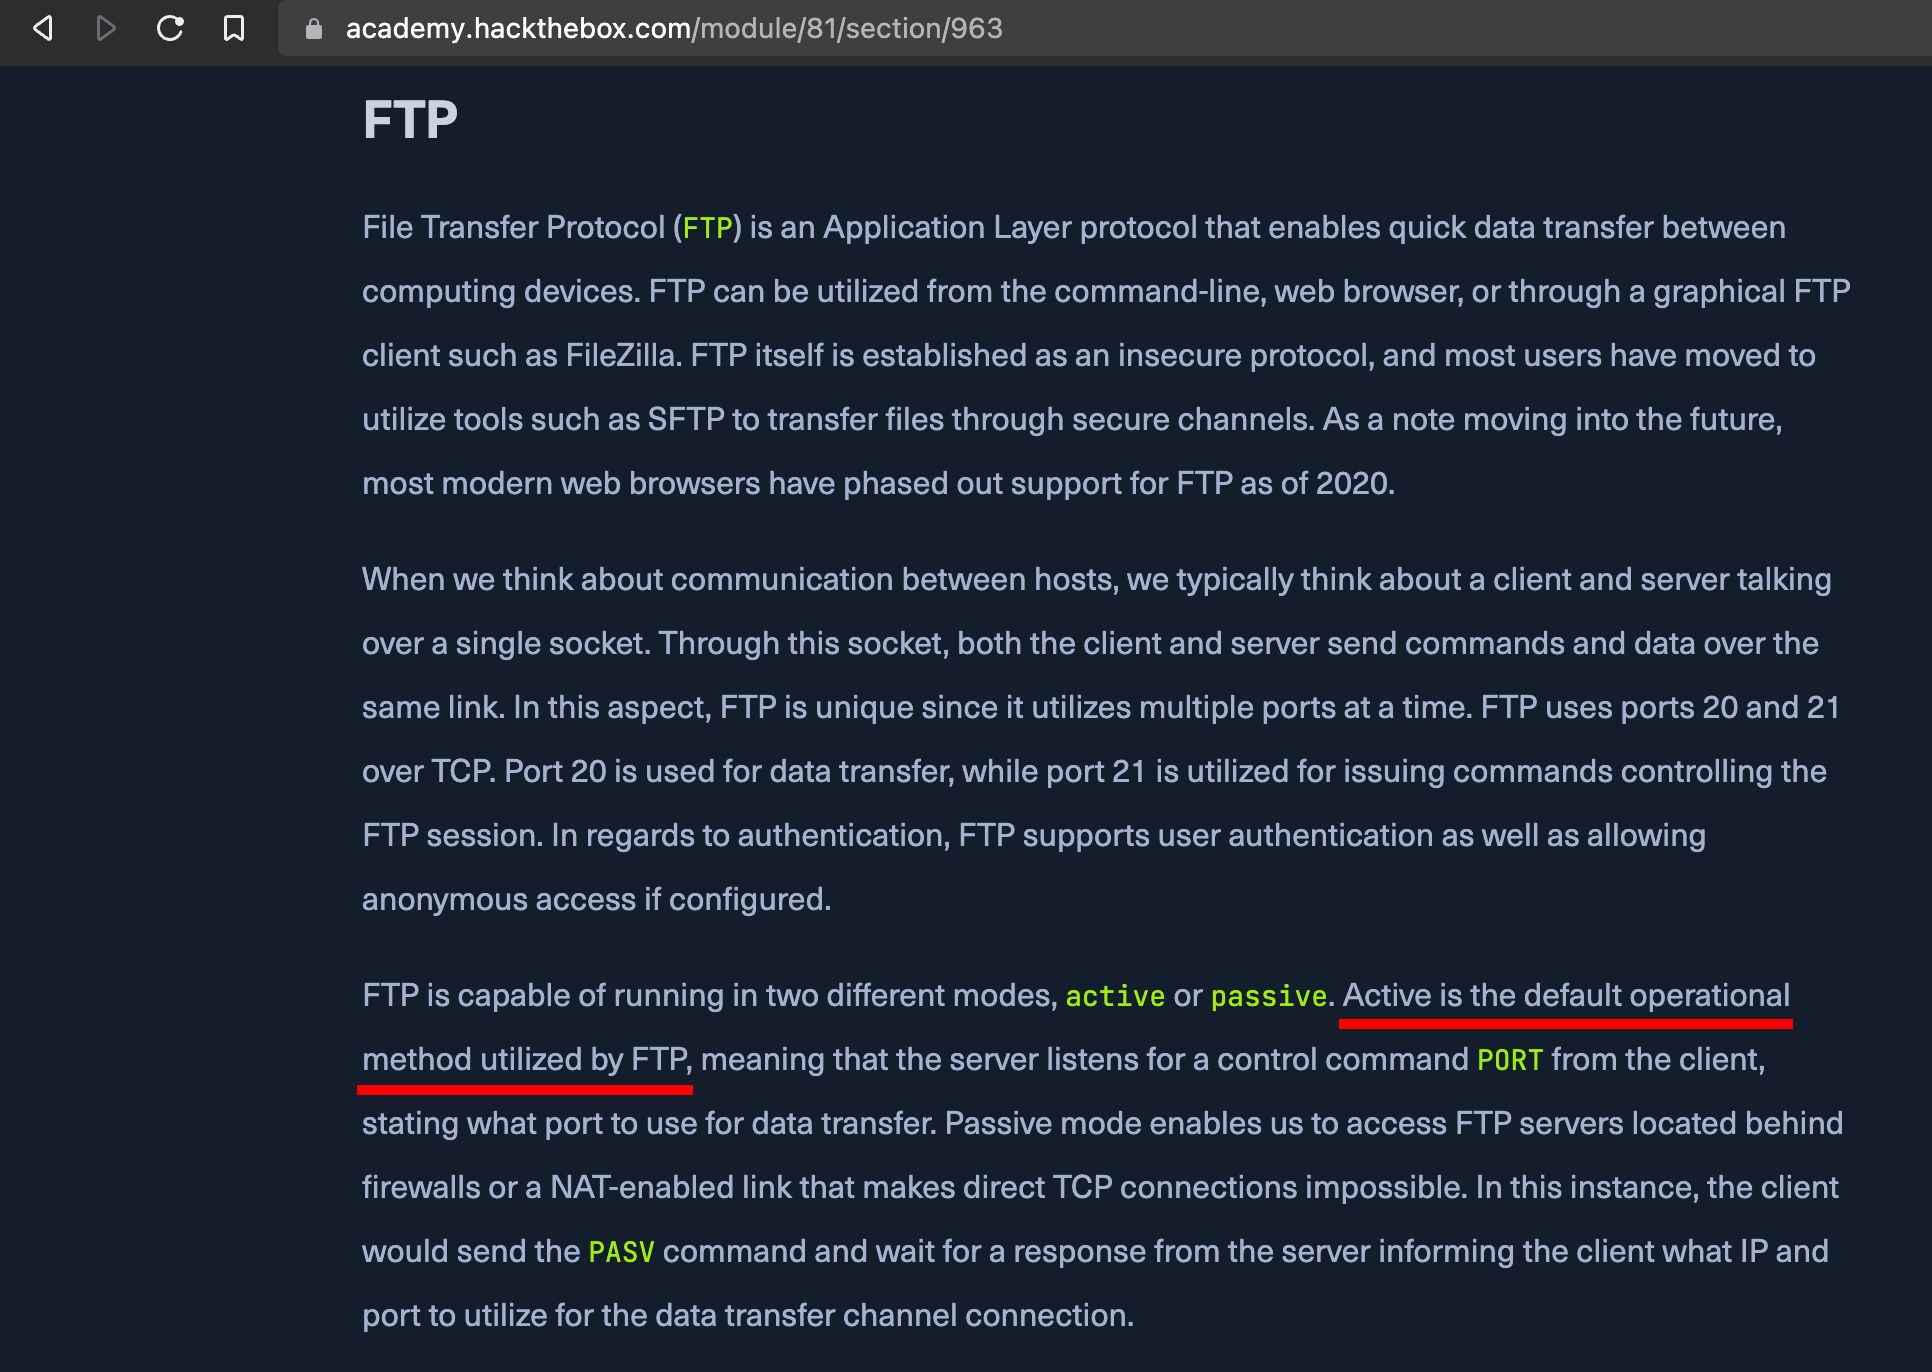 academy.hackthebox.com/module/81/section/963
FTP
File Transfer Protocol (FTP) is an Application Layer protocol that enables quick data transfer between
computing devices. FTP can be utilized from the command-line, web browser, or through a graphical FTP
client such as FileZilla. FTP itself is established as an insecure protocol, and most users have moved to
utilize tools such as SFTP to transfer files through secure channels. As a note moving into the future,
most modern web browsers have phased out support for FTP as of 2020.
When we think about communication between hosts, we typically think about a client and server talking
over a single socket. Through this socket, both the client and server send commands and data over the
same link. In this aspect, FTP is unique since it utilizes multiple ports at a time. FTP uses ports 20 and 21
over TCP. Port 20 is used for data transfer, while port 21 is utilized for issuing commands controlling the
FTP session. In regards to authentication, FTP supports user authentication as well as allowing
anonymous access if configured.
FTP is capable of running in two different modes, active or passive. Active is the default operational
method utilized by FTP, meaning that the server listens for a control command PORT from the client,
stating what port to use for data transfer. Passive mode enables us to access FTP servers located behind
firewalls or a NAT-enabled link that makes direct TCP connections impossible. In this instance, the client
would send the PASV command and wait for a response from the server informing the client what IP and
port to utilize for the data transfer channel connection.